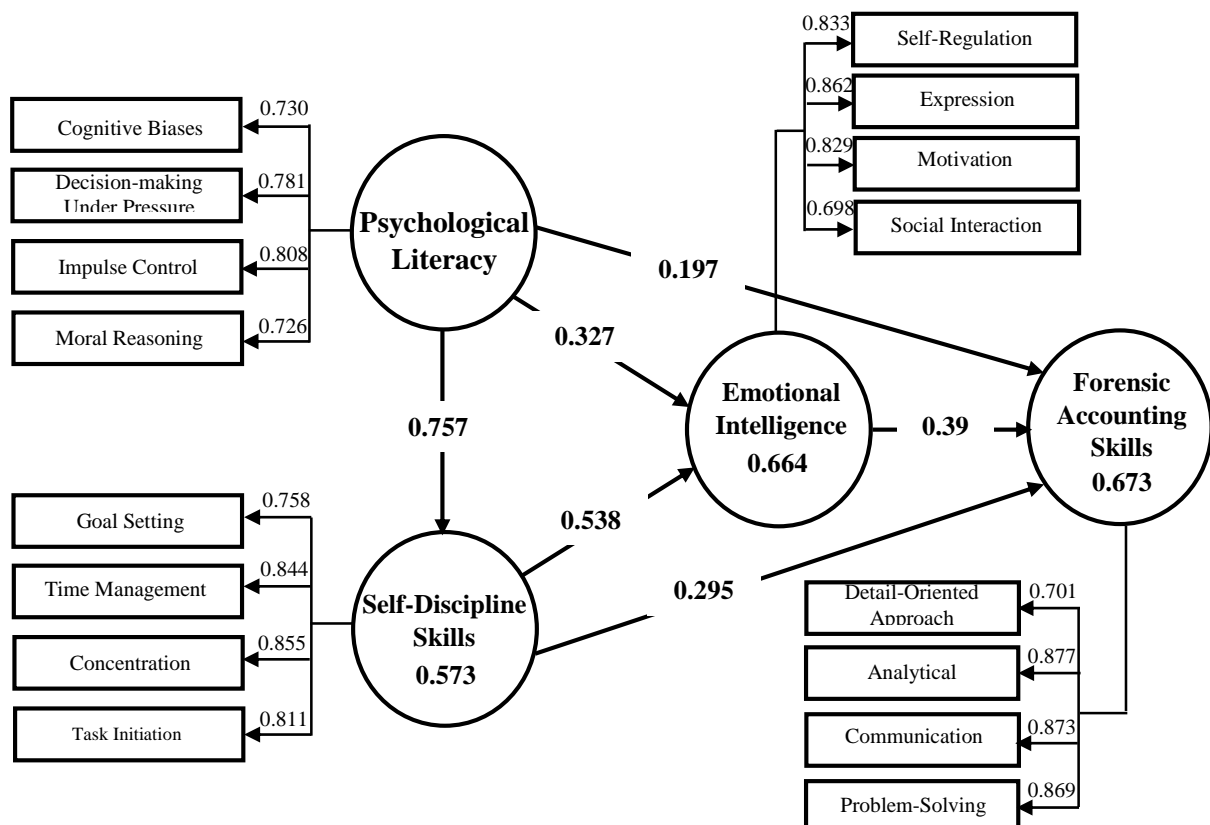 0.833
Self-Regulation
0.862
Expression
0.829
Motivation
0.698
Social Interaction
0.730
Cognitive Biases
0.781
Decision-making
Under Pressure
0.808
Impulse Control
0.726
Moral Reasoning
Psychological
Literacy
0.197
0.327
0.757
Emotional
Intelligence
0.664
0.39
Forensic
Accounting
Skills
0.673
0.758
Goal Setting
0.844
Time Management
0.855
Concentration
0.811
Task Initiation
Self-Discipline
Skills
0.573
0.538
0.295
0.701
Detail-Oriented
Approach
0.877
Analytical
0.873
Communication
0.869
Problem-Solving